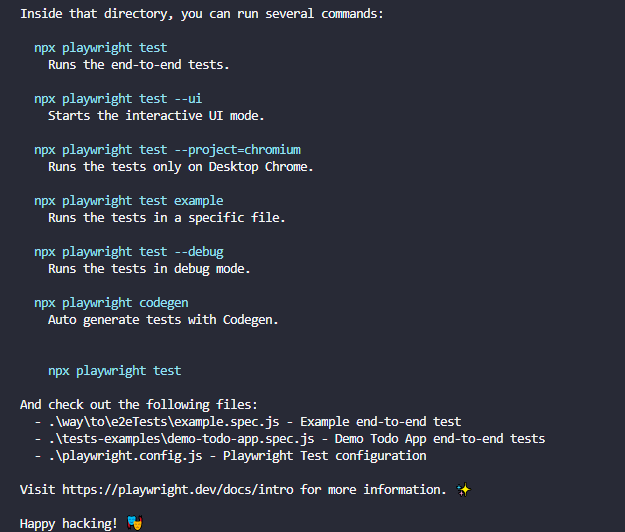 Inside that directory, you can run several commands:
npx playwright test
Runs the end-to-end tests.
npx playwright test --ui
Starts the interactive UI mode.
npx playwright test --project=chromium
Runs the tests only on Desktop Chrome.
npx playwright test example
Runs the tests in a specific file.
npx playwright test --debug
Runs the tests in debug mode.
npx playwright codegen
Auto generate tests with Codegen.
npx playwright test
And check out the following files:
- .\way\to\e2eTests\example.spec.js - Example end-to-end test
- .\tests-examples\demo-todo-app.spec.js - Demo Todo App end-to-end tests
- .\playwright.config.js - Playwright Test configuration
Visit https://playwright.dev/docs/intro for more information. ✨
Happy hacking! 🎭